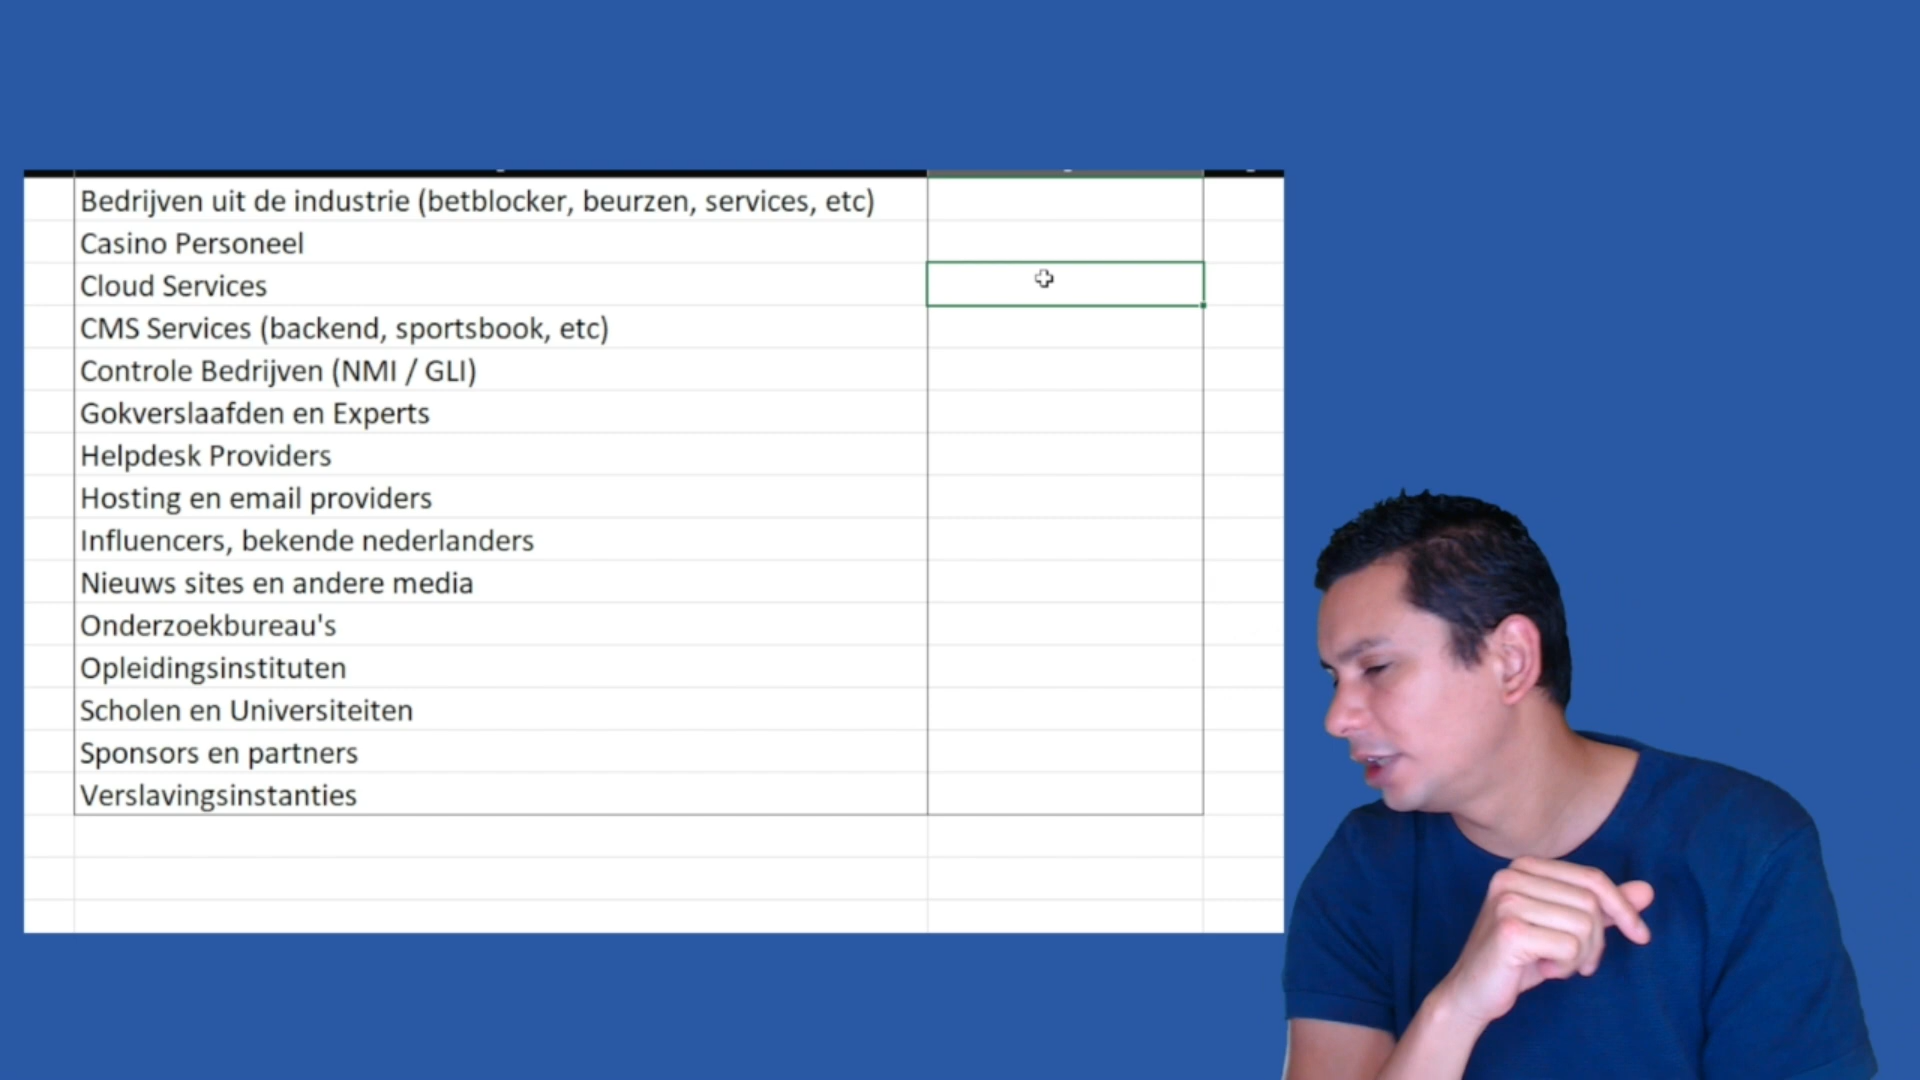 Bedrijven uit de industrie (betblocker, beurzen, services, etc)
Casino Personeel
Cloud Services
CMS Services (backend, sportsbook, etc)
Controle Bedrijven (NMI / GLI)
Gokverslaafden en Experts
Helpdesk Providers
Hosting en email providers
Influencers, bekende nederlanders
Nieuws sites en andere media
Onderzoekbureau's
Opleidingsinstituten
Scholen en Universiteiten
Sponsors en partners
Verslavingsinstanties